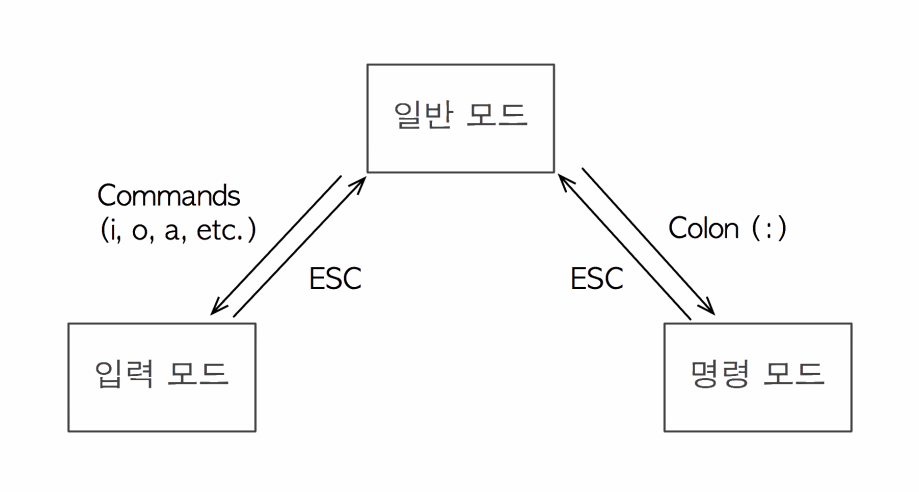 일반 모드
Commands
(i, o, a, etc.)
Colon (:)
ESC
ESC
입력 모드
명령 모드